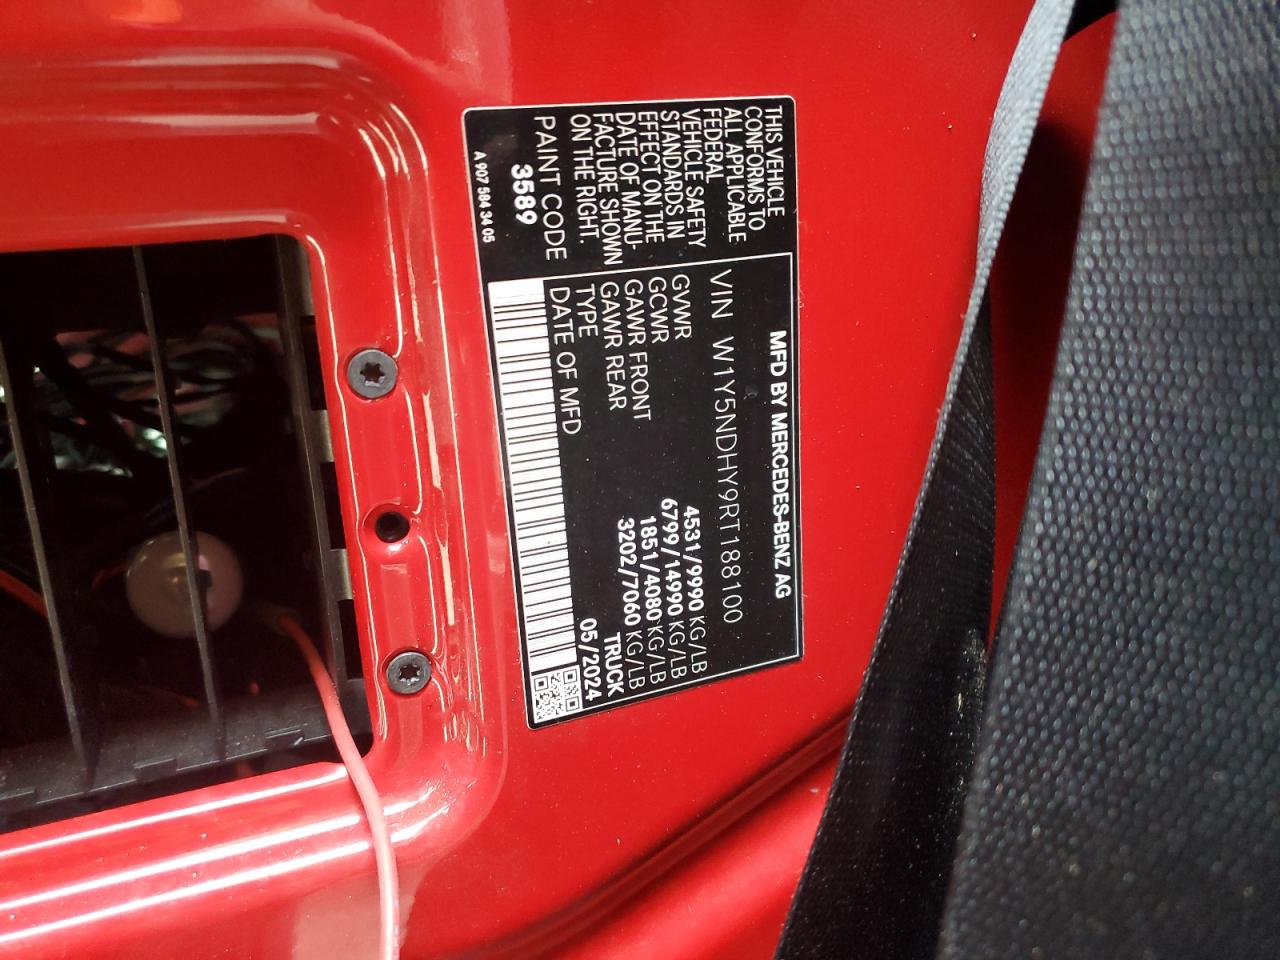 THIS VEHICLE
CONFORMS TO
ALL APPLICABLE
FEDERAL
VEHICLE SAFETY
STANDARDS IN
EFFECT ON THE
DATE OF MANU-
FACTURE SHOWN
ON THE RIGHT.
PAINT CODE
3589
A 907 584 34 05
MFD BY MERCEDES-BENZ AG
VIN W1Y5NDHY9RT188100
GVWR 4531/9990 KG/LB
GCWR 6799/14990 KG/LB
GAWR FRONT 1851/4080 KG/LB
GAWR REAR 3202/7060 KG/LB
TYPE TRUCK
DATE OF MFD 05/2024